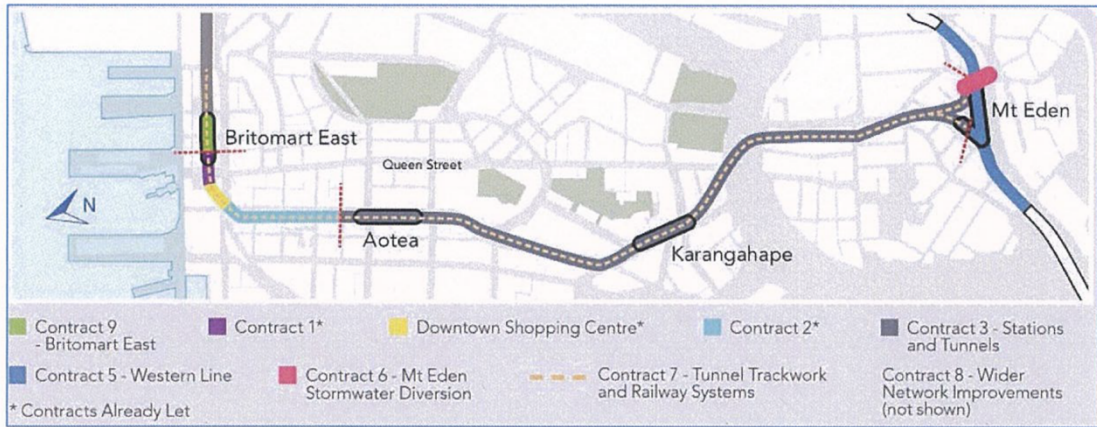 Britomart East
Mt Eden
Queen Street
N
Aotea
Karangahape
Contract 9
- Britomart East
Contract 1*
Downtown Shopping Centre*
Contract 2*
Contract 3 - Stations
and Tunnels
Contract 5 - Western Line
Contract 6 - Mt Eden
Stormwater Diversion
Contract 7 - Tunnel Trackwork
and Railway Systems
Contract 8 - Wider
Network Improvements
(not shown)
* Contracts Already Let